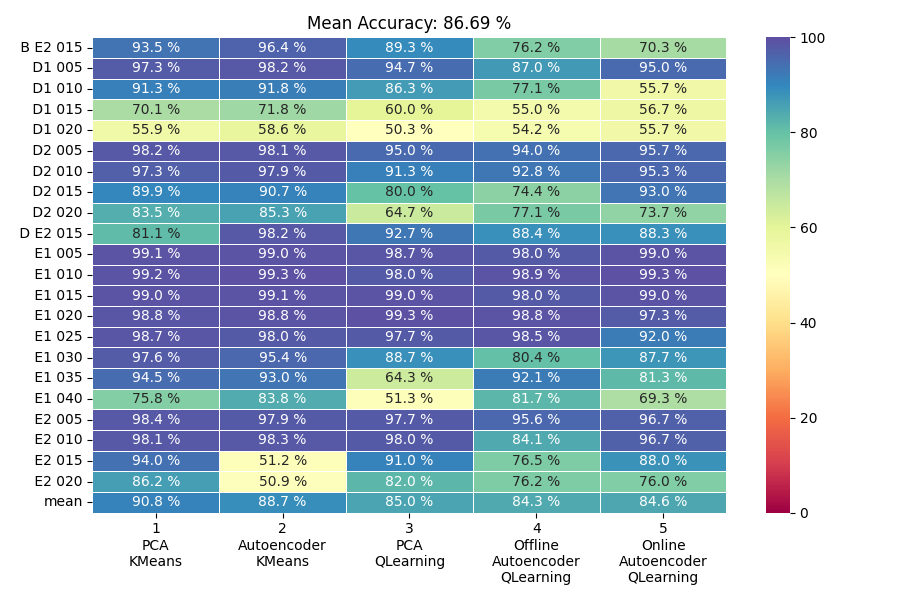 Mean Accuracy: 86.69 %
B E2 015 93.5 % 96.4 % 89.3 % 76.2 % 70.3 % 100
D1 005 97.3 % 98.2 % 94.7 % 87.0 % 95.0 %
D1 010 91.3 % 91.8 % 86.3 % 77.1 % 55.7 %
D1 015 70.1 % 71.8 % 60.0 % 55.0 % 56.7 %
D1 020 55.9 % 58.6 % 50.3 % 54.2 % 55.7 % 80
D2 005 98.2 % 98.1 % 95.0 % 94.0 % 95.7 %
D2 010 97.3 % 97.9 % 91.3 % 92.8 % 95.3 %
D2 015 89.9 % 90.7 % 80.0 % 74.4 % 93.0 %
D2 020 83.5 % 85.3 % 64.7 % 77.1 % 73.7 %
D E2 015 81.1 % 98.2 % 92.7 % 88.4 % 88.3 % 60
E1 005 99.1 % 99.0 % 98.7 % 98.0 % 99.0 %
E1 010 99.2 % 99.3 % 98.0 % 98.9 % 99.3 %
E1 015 99.0 % 99.1 % 99.0 % 98.0 % 99.0 %
E1 020 98.8 % 98.8 % 99.3 % 98.8 % 97.3 % 40
E1 025 98.7 % 98.0 % 97.7 % 98.5 % 92.0 %
E1 030 97.6 % 95.4 % 88.7 % 80.4 % 87.7 %
E1 035 94.5 % 93.0 % 64.3 % 92.1 % 81.3 %
E1 040 75.8 % 83.8 % 51.3 % 81.7 % 69.3 %
E2 005 98.4 % 97.9 % 97.7 % 95.6 % 96.7 % 20
E2 010 98.1 % 98.3 % 98.0 % 84.1 % 96.7 %
E2 015 94.0 % 51.2 % 91.0 % 76.5 % 88.0 %
E2 020 86.2 % 50.9 % 82.0 % 76.2 % 76.0 %
mean 90.8 % 88.7 % 85.0 % 84.3 % 84.6 % 0
1 2 3 4 5
PCA Autoencoder PCA Offline Online
KMeans KMeans QLearning Autoencoder Autoencoder
QLearning QLearning